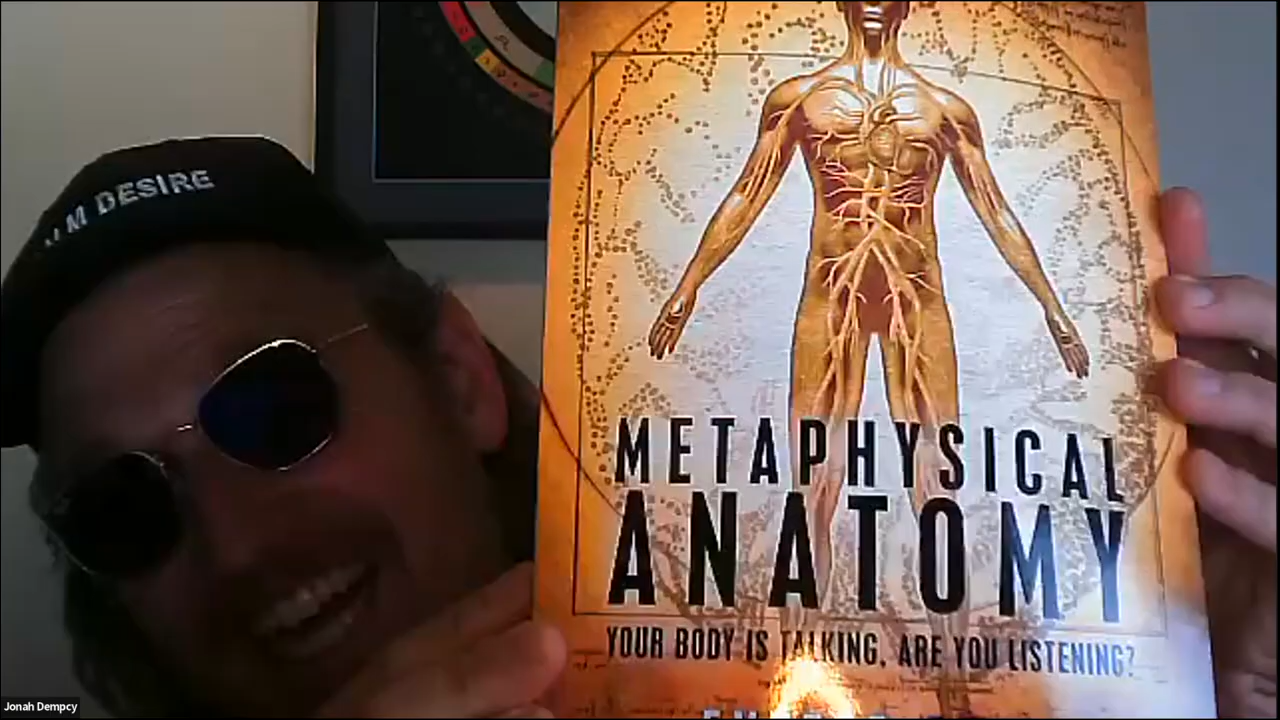 I'M DESIRE
METAPHYSICAL
ANATOMY
YOUR BODY IS TALKING. ARE YOU LISTENING?
Jonah Dempcy